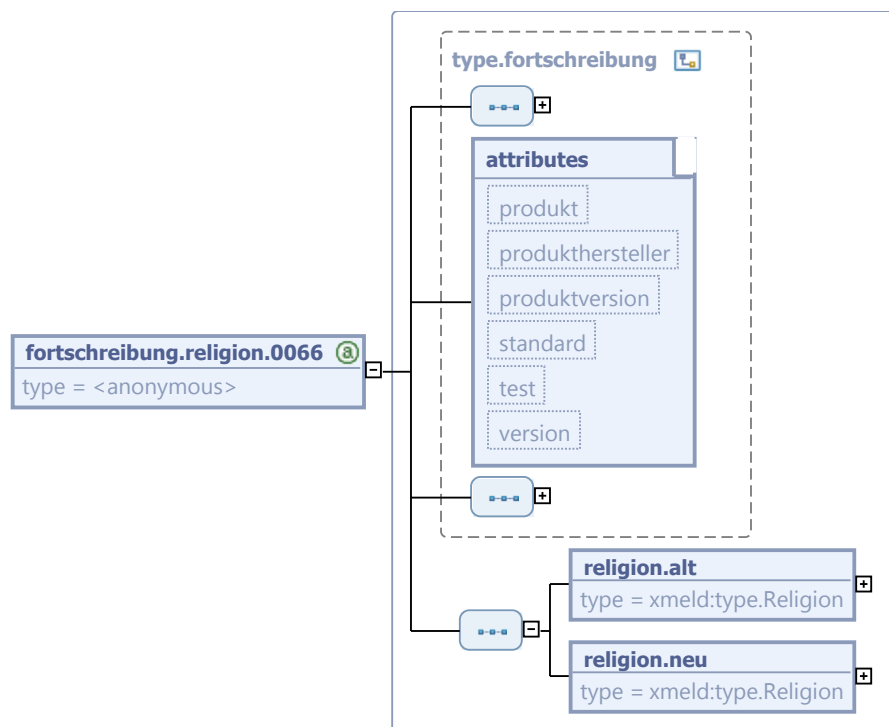 type.fortschreibung
attributes
produkt
produkthersteller
produktversion
standard
fortschreibung.religion.0066 @
type = <anonymous>
test
version
religion.alt
type = xmeld:type.Religion
religion.neu
type = xmeld:type.Religion